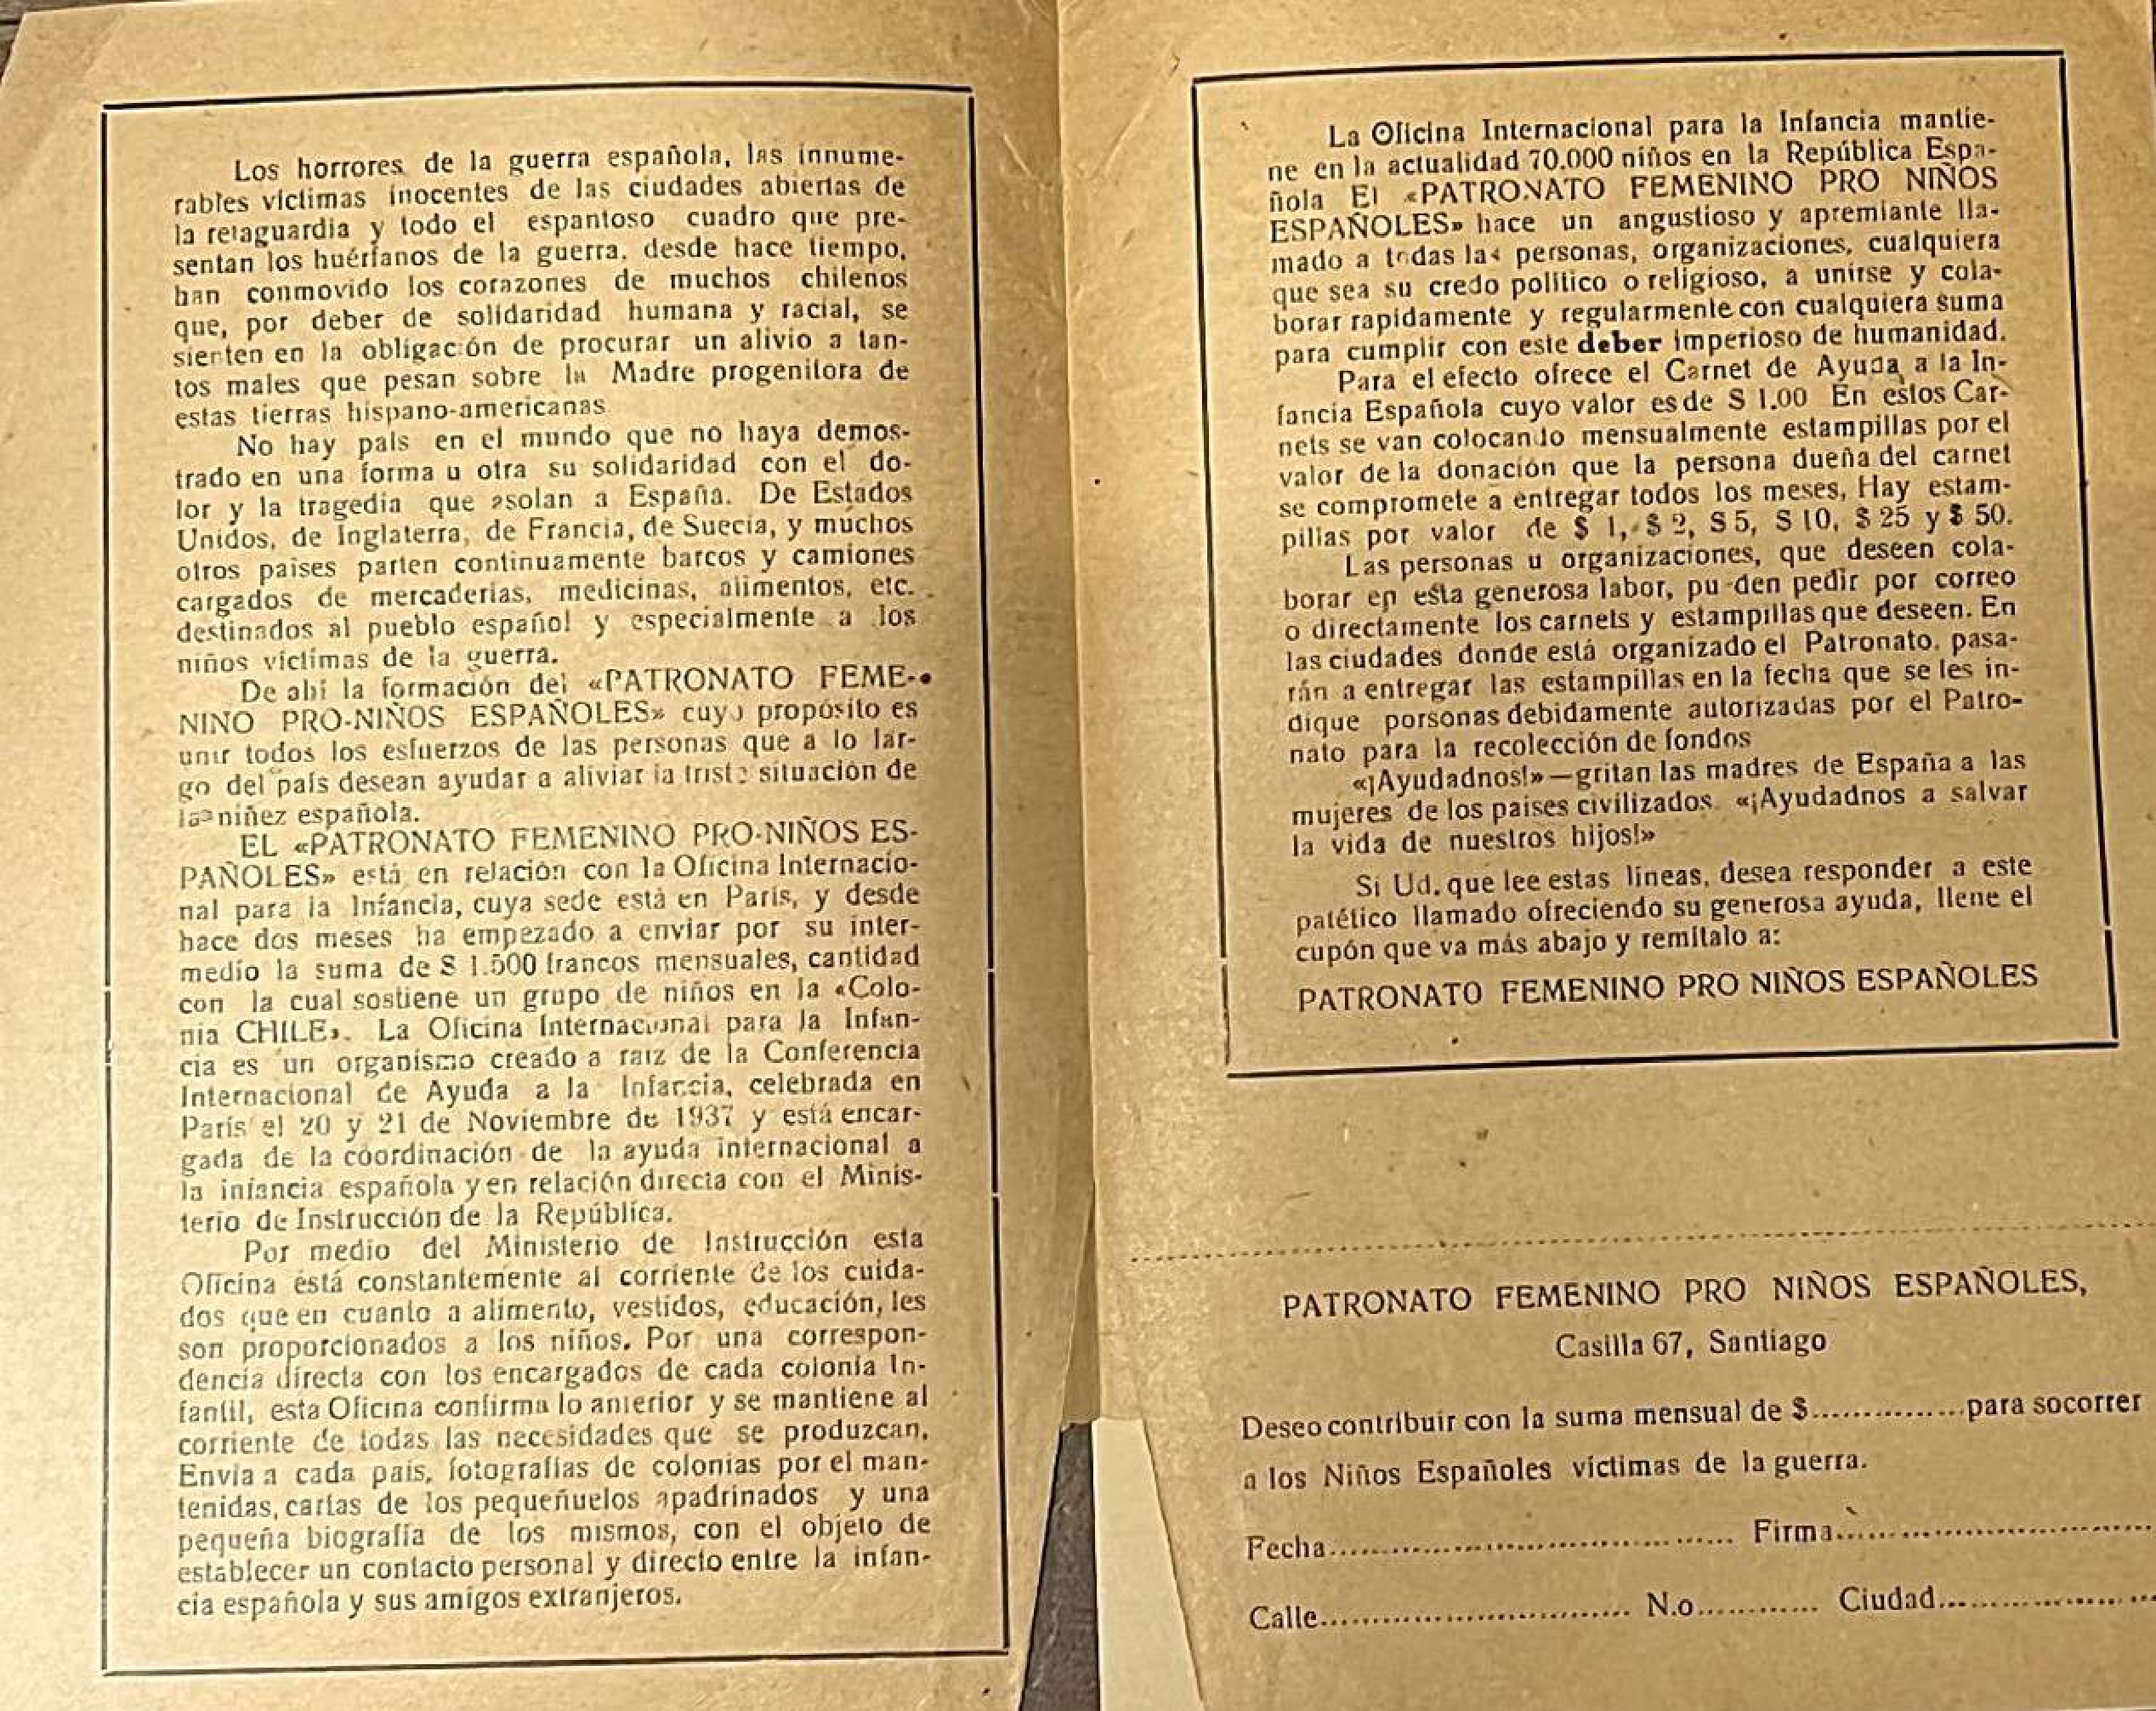 Los horrores de la guerra española, las innume-
rables víctimas inocentes de las ciudades abiertas de
la retaguardia y todo el espantoso cuadro que pre-
sentan los huérfanos de la guerra, desde hace tiempo,
han conmovido los corazones de muchos chilenos
que, por deber de solidaridad humana y racial, se
sienten en la obligación de procurar un alivio a tan-
tos males que pesan sobre la Madre progenitora de
estas tierras hispano-americanas
No hay país en el mundo que no haya demos-
trado en una forma u otra su solidaridad con el do-
lor y la tragedia que asolan a España. De Estados
Unidos, de Inglaterra, de Francia, de Suecia, y muchos
otros países parten continuamente barcos y camiones
cargados de mercaderías, medicinas, alimentos, etc.
destinados al pueblo español y especialmente a los
niños víctimas de la guerra.
De ahí la formación del «PATRONATO FEME-
NINO PRO-NIÑOS ESPAÑOLES» cuyo propósito es
unir todos los esfuerzos de las personas que a lo lar-
go del país desean ayudar a aliviar la triste situación de
la niñez española.
EL «PATRONATO FEMENINO PRO-NIÑOS ES-
PAÑOLES» está en relación con la Oficina Internacio-
nal para la Infancia, cuya sede está en París, y desde
hace dos meses ha empezado a enviar por su inter-
medio la suma de $ 1.500 francos mensuales, cantidad
con la cual sostiene un grupo de niños en la «Colo-
nia CHILE». La Oficina Internacional para la Infan-
cia es un organismo creado a raíz de la Conferencia
Internacional de Ayuda a la Infancia, celebrada en
París el 20 y 21 de Noviembre de 1937 y está encar-
gada de la coordinación de la ayuda internacional a
la infancia española y en relación directa con el Minis-
terio de Instrucción de la República.
Por medio del Ministerio de Instrucción esta
Oficina está constantemente al corriente de los cuida-
dos que en cuanto a alimento, vestidos, educación, les
son proporcionados a los niños. Por una correspon-
dencia directa con los encargados de cada colonia In-
fantil, esta Oficina confirma lo anterior y se mantiene al
corriente de todas las necesidades que se produzcan.
Envía a cada país, fotografías de colonias por el man-
tenidas, cartas de los pequeñuelos apadrinados y una
pequeña biografía de los mismos, con el objeto de
establecer un contacto personal y directo entre la infan-
cia española y sus amigos extranjeros.
La Oficina Internacional para la Infancia mantie-
ne en la actualidad 70.000 niños en la República Espa-
ñola El «PATRONATO FEMENINO PRO NIÑOS
ESPAÑOLES» hace un angustioso y apremiante lla-
mado a todas las personas, organizaciones, cualquiera
que sea su credo político o religioso, a unirse y cola-
borar rapidamente y regularmente con cualquiera suma
para cumplir con este deber imperioso de humanidad.
Para el efecto ofrece el Carnet de Ayuda a la In-
fancia Española cuyo valor es de $ 1.00 En estos Car-
nets se van colocando mensualmente estampillas por el
valor de la donación que la persona dueña del carnet
se compromete a entregar todos los meses, Hay estam-
pillas por valor de $ 1, $ 2, $ 5, $ 10, $ 25 y $ 50.
Las personas u organizaciones, que deseen cola-
borar en esta generosa labor, pu den pedir por correo
o directamente los carnets y estampillas que deseen. En
las ciudades donde está organizado el Patronato, pasa-
rán a entregar las estampillas en la fecha que se les in-
dique porsonas debidamente autorizadas por el Patro-
nato para la recolección de fondos
«¡Ayudadnos!»—gritan las madres de España a las
mujeres de los países civilizados. «¡Ayudadnos a salvar
la vida de nuestros hijos!»
Si Ud. que lee estas líneas, desea responder a este
patético llamado ofreciendo su generosa ayuda, llene el
cupón que va más abajo y remítalo a:
PATRONATO FEMENINO PRO NIÑOS ESPAÑOLES
PATRONATO FEMENINO PRO NIÑOS ESPAÑOLES,
Casilla 67, Santiago
Deseo contribuir con la suma mensual de $............... para socorrer
a los Niños Españoles víctimas de la guerra.
Fecha........................................ Firma................................
Calle............................... N.o............ Ciudad......................